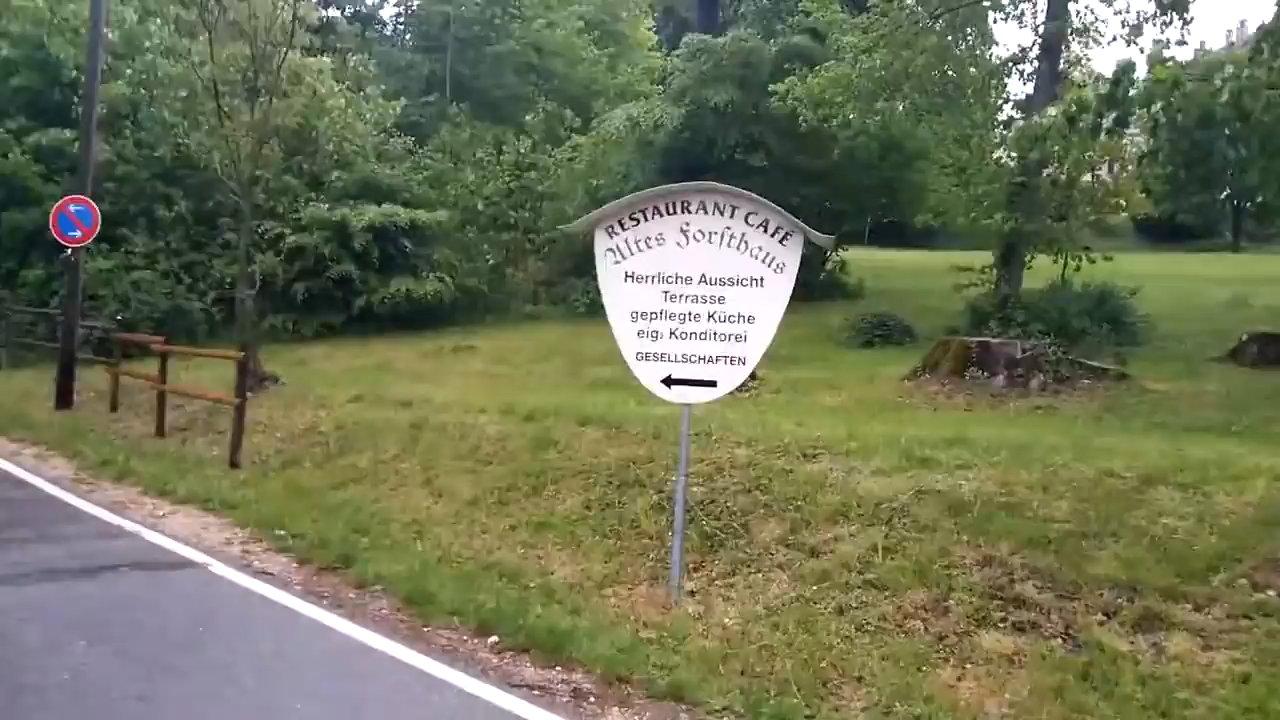 RESTAURANT CAFÉ
Altes Forsthaus
Herrliche Aussicht
Terrasse
gepflegte Küche
eig. Konditorei
GESELLSCHAFTEN